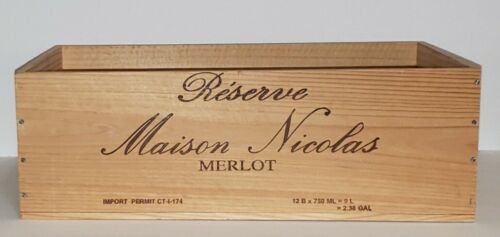 Réserve
Maison Nicolas
MERLOT
IMPORT PERMIT CT-I-174 12 B x 750 ML = 9 L
= 2.38 GAL